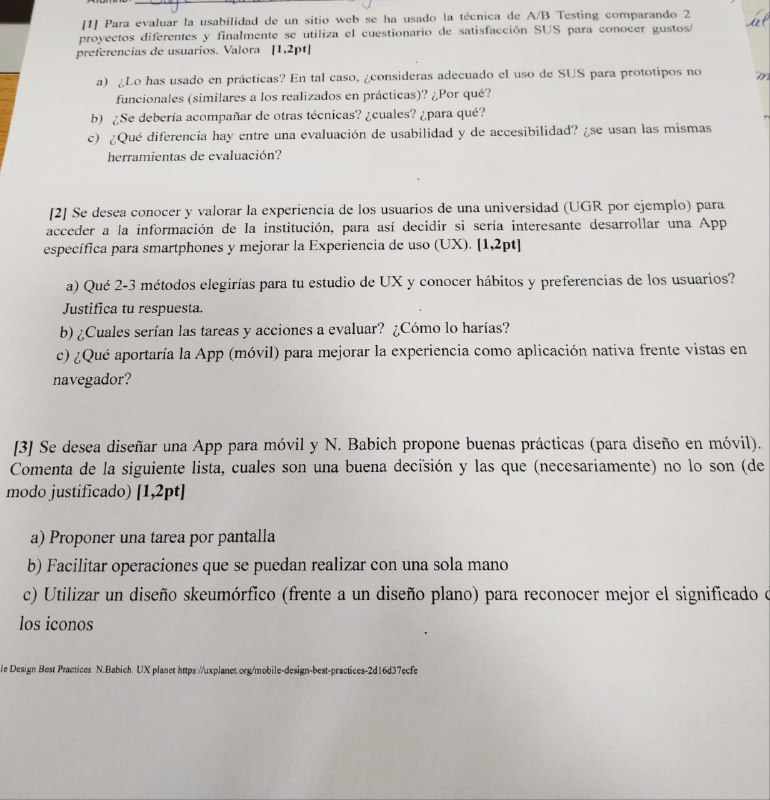 [1] Para evaluar la usabilidad de un sitio web se ha usado la técnica de A/B Testing comparando 2
proyectos diferentes y finalmente se utiliza el cuestionario de satisfacción SUS para conocer gustos/
preferencias de usuarios. Valora [1,2pt]
a) ¿Lo has usado en prácticas? En tal caso, ¿consideras adecuado el uso de SUS para prototipos no
funcionales (similares a los realizados en prácticas)? ¿Por qué?
b) ¿Se debería acompañar de otras técnicas? ¿cuales? ¿para qué?
c) ¿Qué diferencia hay entre una evaluación de usabilidad y de accesibilidad? ¿se usan las mismas
herramientas de evaluación?
[2] Se desea conocer y valorar la experiencia de los usuarios de una universidad (UGR por ejemplo) para
acceder a la información de la institución, para así decidir si sería interesante desarrollar una App
específica para smartphones y mejorar la Experiencia de uso (UX). [1,2pt]
a) Qué 2-3 métodos elegirías para tu estudio de UX y conocer hábitos y preferencias de los usuarios?
Justifica tu respuesta.
b) ¿Cuales serían las tareas y acciones a evaluar? ¿Cómo lo harías?
c) ¿Qué aportaría la App (móvil) para mejorar la experiencia como aplicación nativa frente vistas en
navegador?
[3] Se desea diseñar una App para móvil y N. Babich propone buenas prácticas (para diseño en móvil).
Comenta de la siguiente lista, cuales son una buena decisión y las que (necesariamente) no lo son (de
modo justificado) [1,2pt]
a) Proponer una tarea por pantalla
b) Facilitar operaciones que se puedan realizar con una sola mano
c) Utilizar un diseño skeumórfico (frente a un diseño plano) para reconocer mejor el significado
los iconos
le Design Best Practices. N.Babich. UX planet https://uxplanet.org/mobile-design-best-practices-2d16d37ecfe